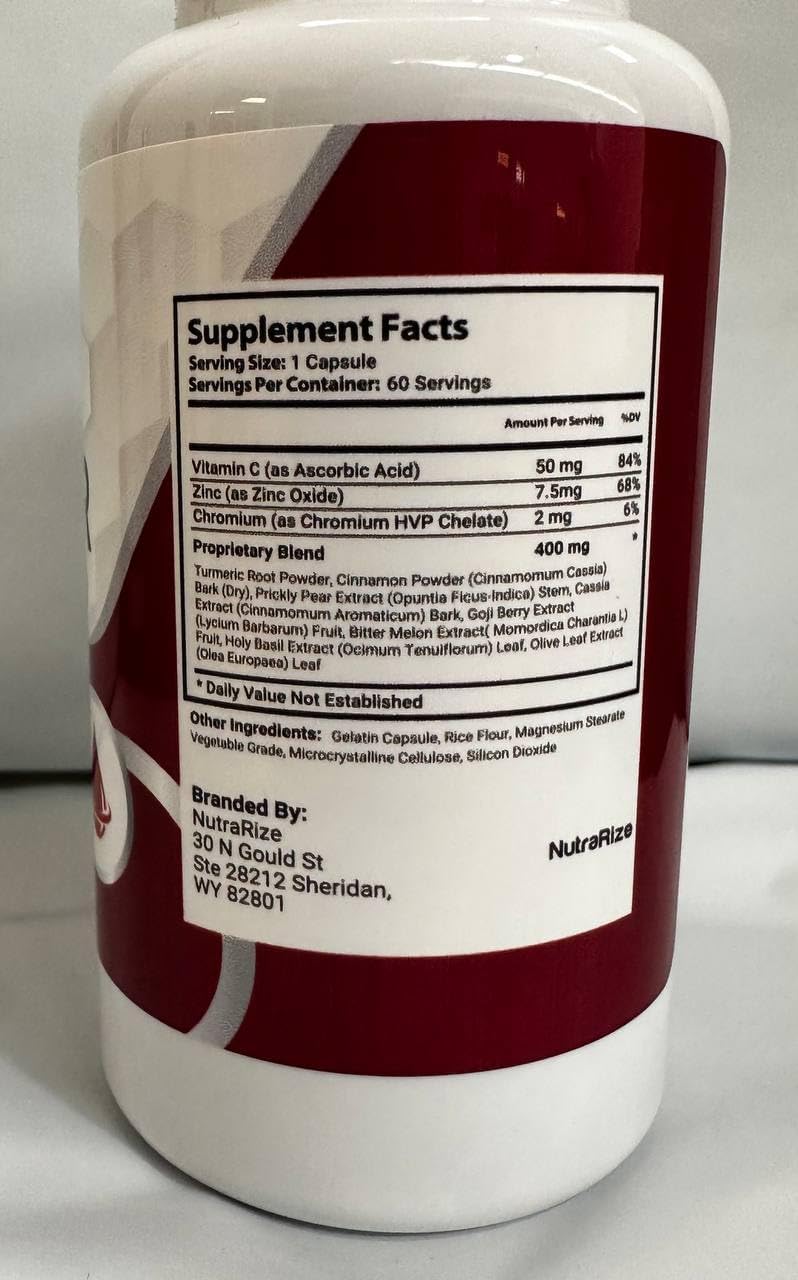 Supplement Facts
Serving Size: 1 Capsule
Servings Per Container: 60 Servings
Amount Per Serving %DV
Vitamin C (as Ascorbic Acid) 50 mg 84%
Zinc (as Zinc Oxide) 7.5mg 68%
Chromium (as Chromium HVP Chelate) 2 mg 6%
Proprietary Blend 400 mg *
Turmeric Root Powder, Cinnamon Powder (Cinnamomum Cassia)
Bark (Dry), Prickly Pear Extract (Opuntia Ficus-Indica) Stem, Cassia
Extract (Cinnamomum Aromaticum) Bark, Goji Berry Extract
(Lycium Barbarum) Fruit, Bitter Melon Extract( Momordica Charantia L)
Fruit, Holy Basil Extract (Ocimum Tenuiflorum) Leaf, Olive Leaf Extract
(Olea Europaea) Leaf
* Daily Value Not Established
Other Ingredients: Gelatin Capsule, Rice Flour, Magnesium Stearate
Vegetable Grade, Microcrystalline Cellulose, Silicon Dioxide
Branded By:
NutraRize
30 N Gould St
Ste 28212 Sheridan,
WY 82801
NutraRize